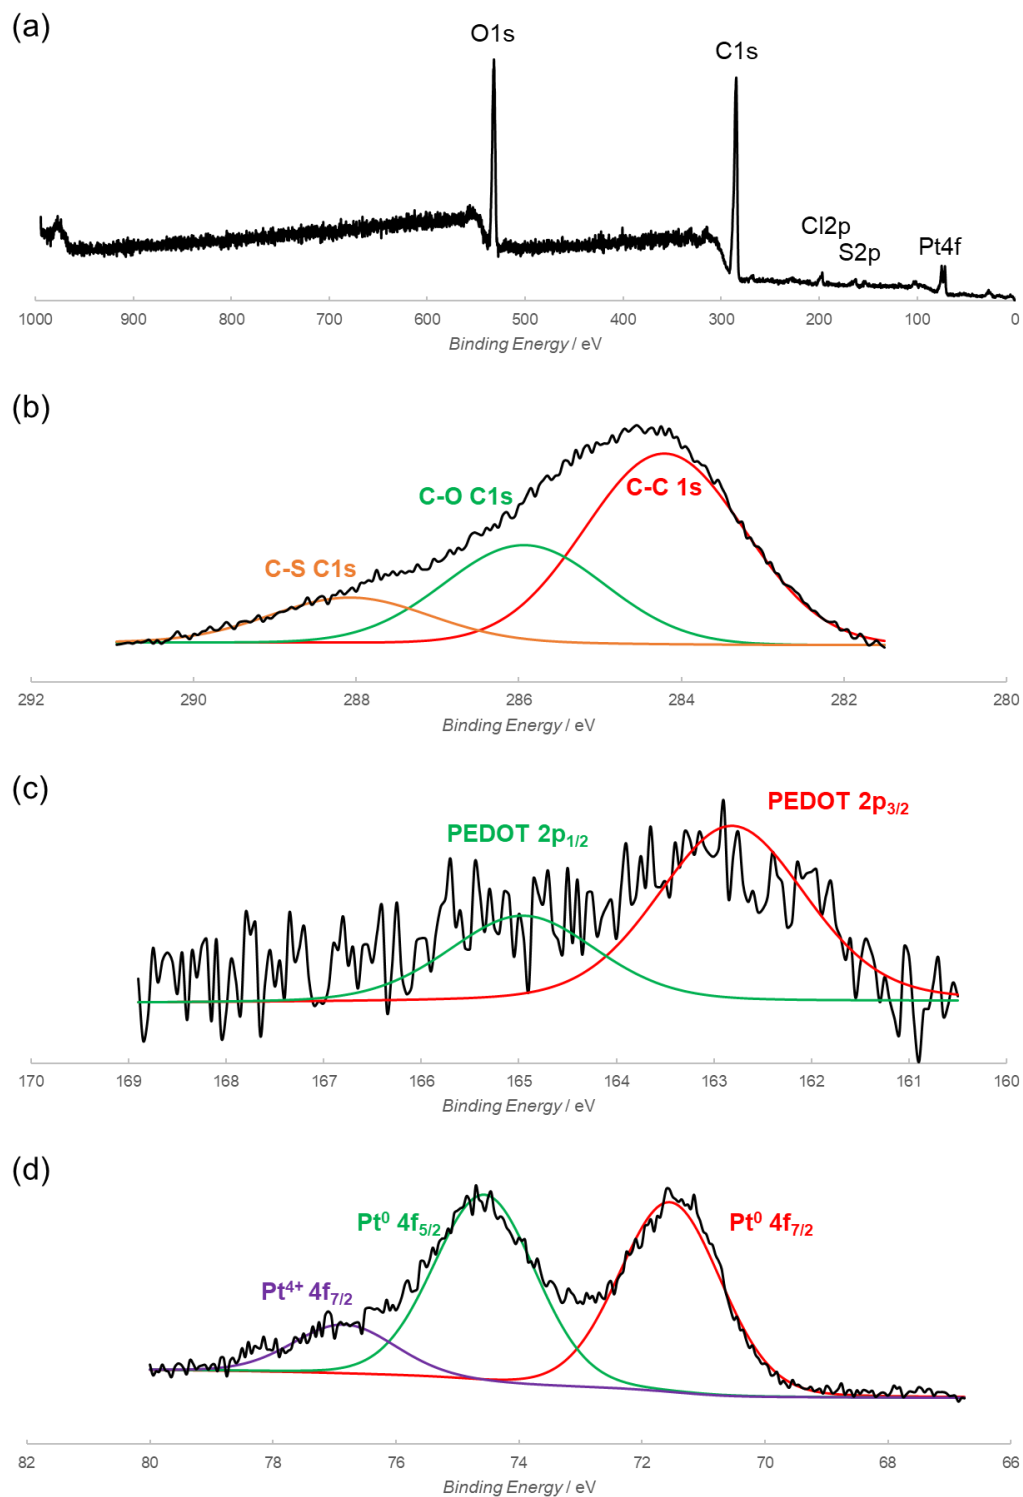 (a)
O1s
C1s
Cl2p
S2p
Pt4f
1000 900 800 700 600 500 400 300 200 100 0
Binding Energy / eV
(b)
C-O C1s
C-C 1s
C-S C1s
292 290 288 286 284 282 280
Binding Energy / eV
(c)
PEDOT 2p3/2
PEDOT 2p1/2
170 169 168 167 166 165 164 163 162 161 160
Binding Energy / eV
(d)
Pt⁰ 4f5/2
Pt⁰ 4f7/2
Pt⁴⁺ 4f7/2
82 80 78 76 74 72 70 68 66
Binding Energy / eV